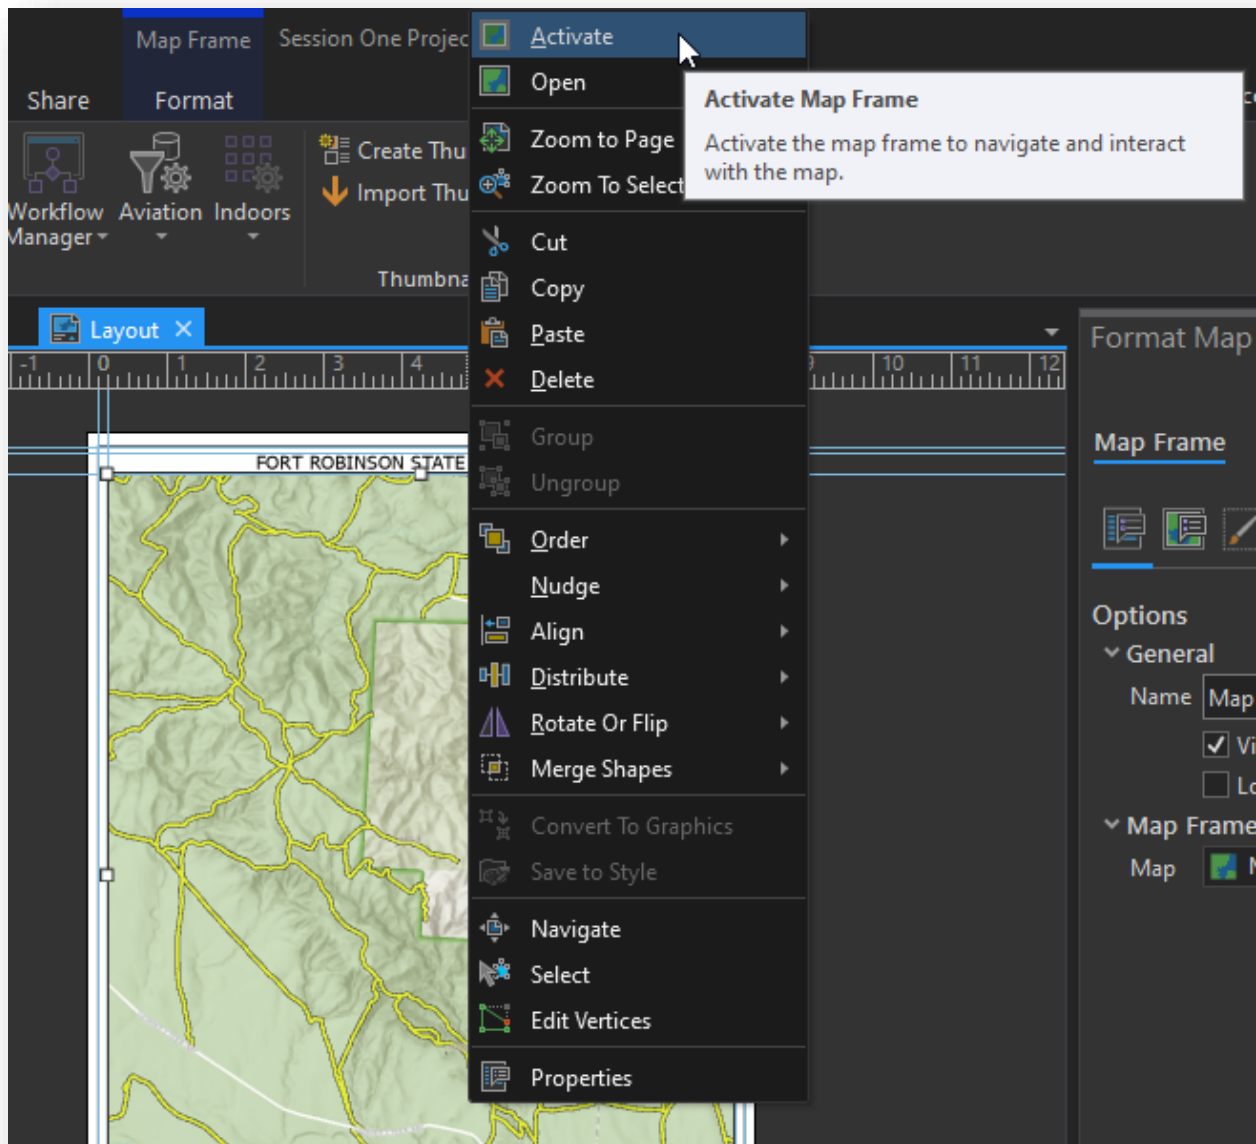 Map Frame
Session One Projec
Share
Format
Workflow
Manager
Aviation
Indoors
Create Thu
Import Thu
Thumbna
Activate
Open
Zoom to Page
Zoom To Select
Cut
Copy
Paste
Delete
Group
Ungroup
Order
Nudge
Align
Distribute
Rotate Or Flip
Merge Shapes
Convert To Graphics
Save to Style
Navigate
Select
Edit Vertices
Properties
Activate Map Frame
Activate the map frame to navigate and interact
with the map.
Layout
-1 0 1 2 3 4 9 10 11 12
FORT ROBINSON STATE
Format Map
Map Frame
Options
General
Name Map
Vi
Lo
Map Frame
Map